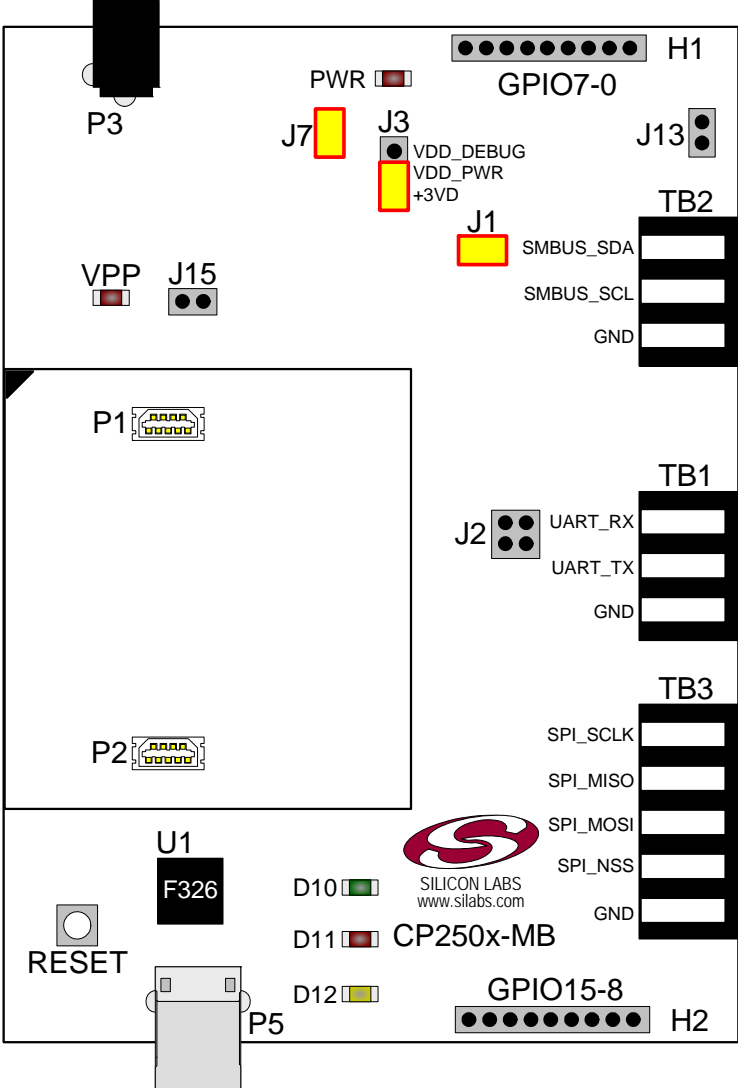 H1
GPIO7-0
PWR
P3
J7
J3
VDD_DEBUG
VDD_PWR
+3VD
J13
TB2
J1
SMBUS_SDA
SMBUS_SCL
GND
VPP
J15
P1
TB1
J2
UART_RX
UART_TX
GND
TB3
P2
SPI_SCLK
SPI_MISO
SPI_MOSI
SPI_NSS
GND
U1
F326
D10
SILICON LABS
www.silabs.com
D11
CP250x-MB
RESET
D12
GPIO15-8
P5
H2